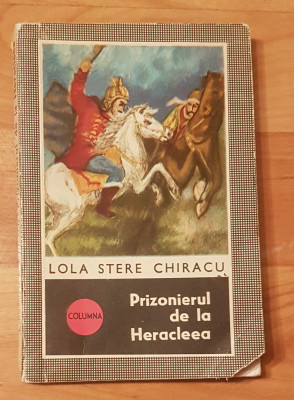 LOLA STERE CHIRACU
COLUMNA
Prizonierul
de la
Heracleea